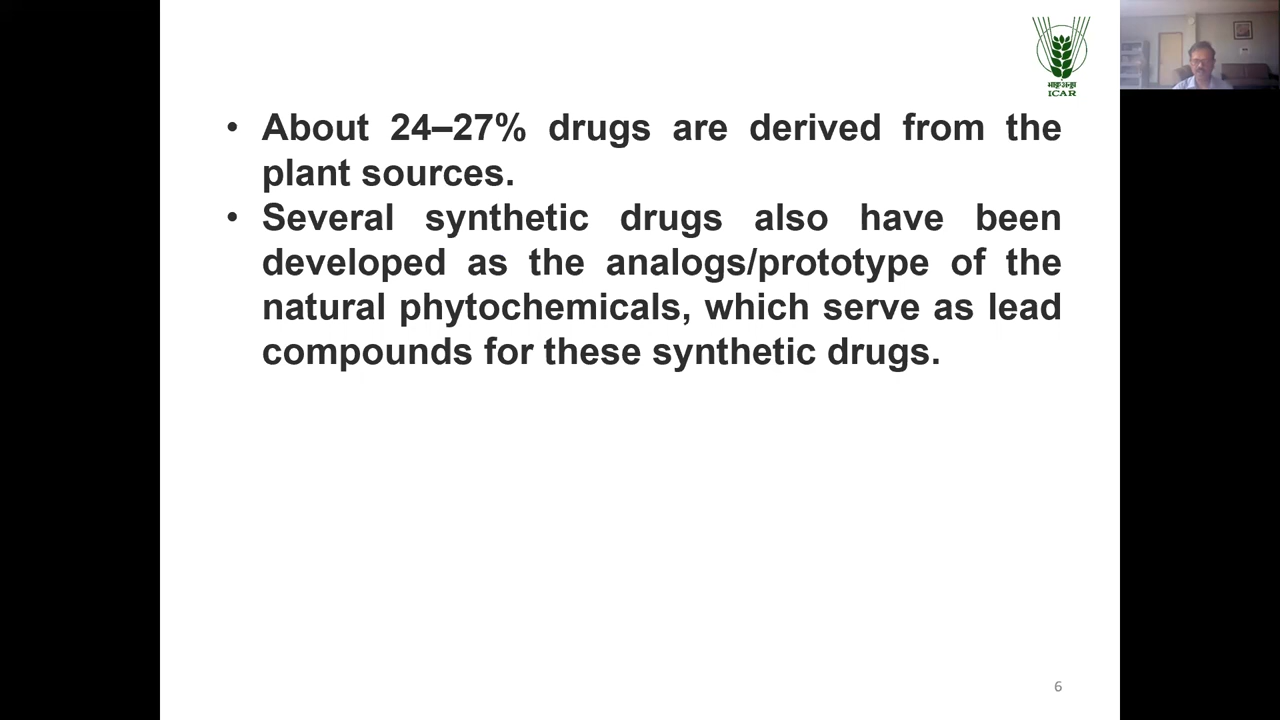 भाकृअनुप
ICAR
• About 24–27% drugs are derived from the
plant sources.
• Several synthetic drugs also have been
developed as the analogs/prototype of the
natural phytochemicals, which serve as lead
compounds for these synthetic drugs.
6